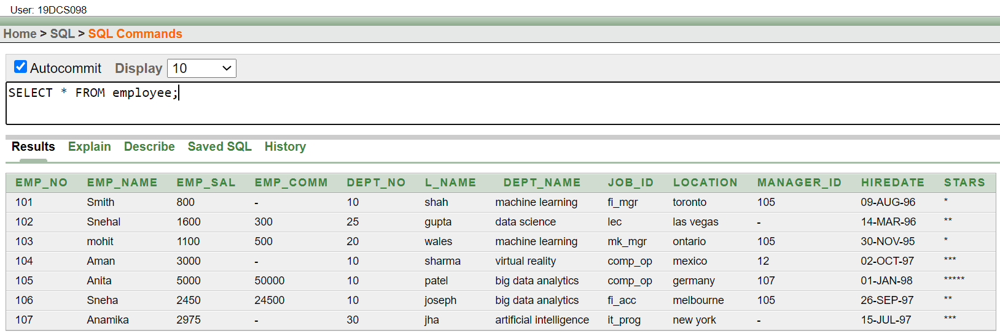 User: 19DCS098
Home > SQL > SQL Commands
Autocommit Display 10
SELECT * FROM employee;
Results Explain Describe Saved SQL History
EMP_NO EMP_NAME EMP_SAL EMP_COMM DEPT_NO L_NAME DEPT_NAME JOB_ID LOCATION MANAGER_ID HIREDATE STARS
101 Smith 800 - 10 shah machine learning fi_mgr toronto 105 09-AUG-96 *
102 Snehal 1600 300 25 gupta data science lec las vegas - 14-MAR-96 **
103 mohit 1100 500 20 wales machine learning mk_mgr ontario 105 30-NOV-95 *
104 Aman 3000 - 10 sharma virtual reality comp_op mexico 12 02-OCT-97 ***
105 Anita 5000 50000 10 patel big data analytics comp_op germany 107 01-JAN-98 *****
106 Sneha 2450 24500 10 joseph big data analytics fi_acc melbourne 105 26-SEP-97 **
107 Anamika 2975 - 30 jha artificial intelligence it_prog new york - 15-JUL-97 ***